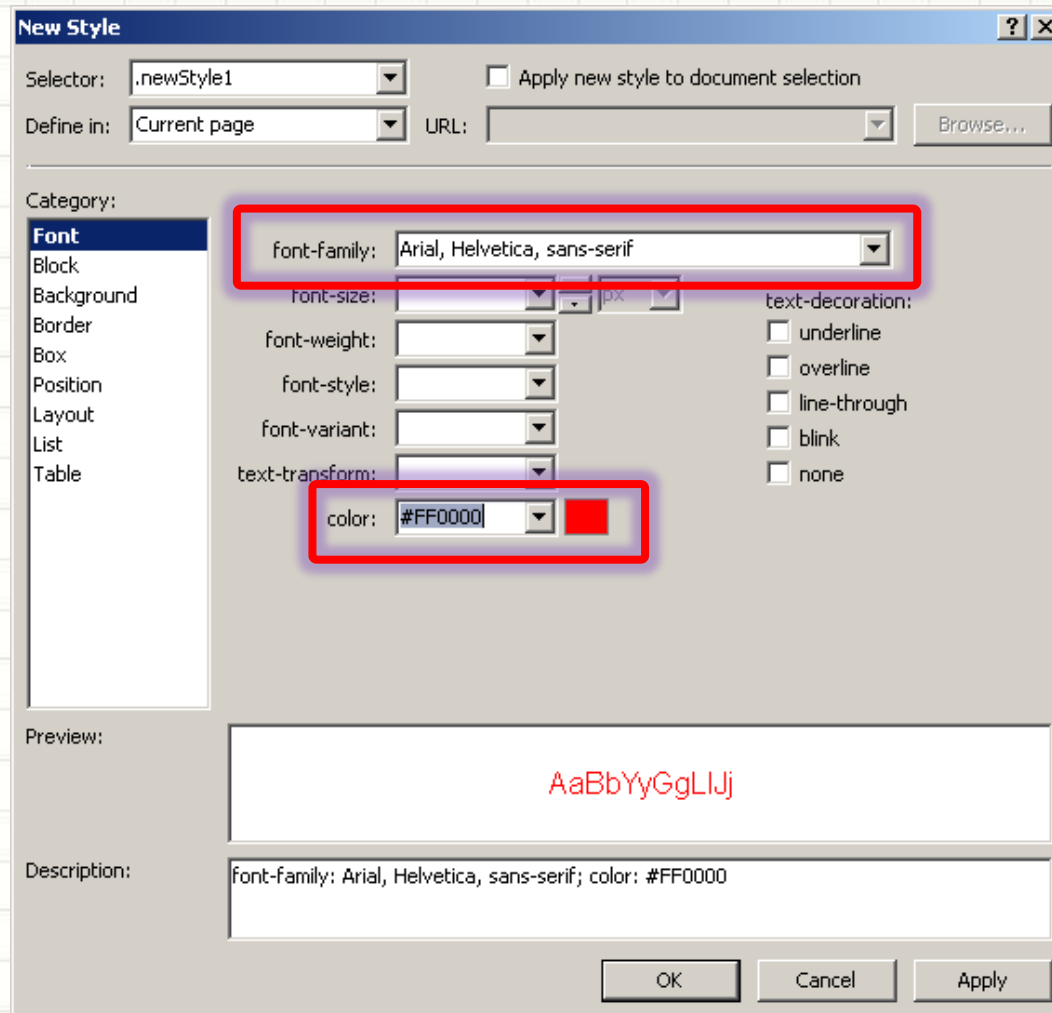 New Style
Selector: .newStyle1 Apply new style to document selection
Define in: Current page URL: Browse...
Category:
Font
Block
Background
Border
Box
Position
Layout
List
Table
font-family: Arial, Helvetica, sans-serif
font-size: px
font-weight:
font-style:
font-variant:
text-transform:
color: #FF0000
text-decoration:
underline
overline
line-through
blink
none
Preview:
AaBbYyGgLlJj
Description:
font-family: Arial, Helvetica, sans-serif; color: #FF0000
OK Cancel Apply